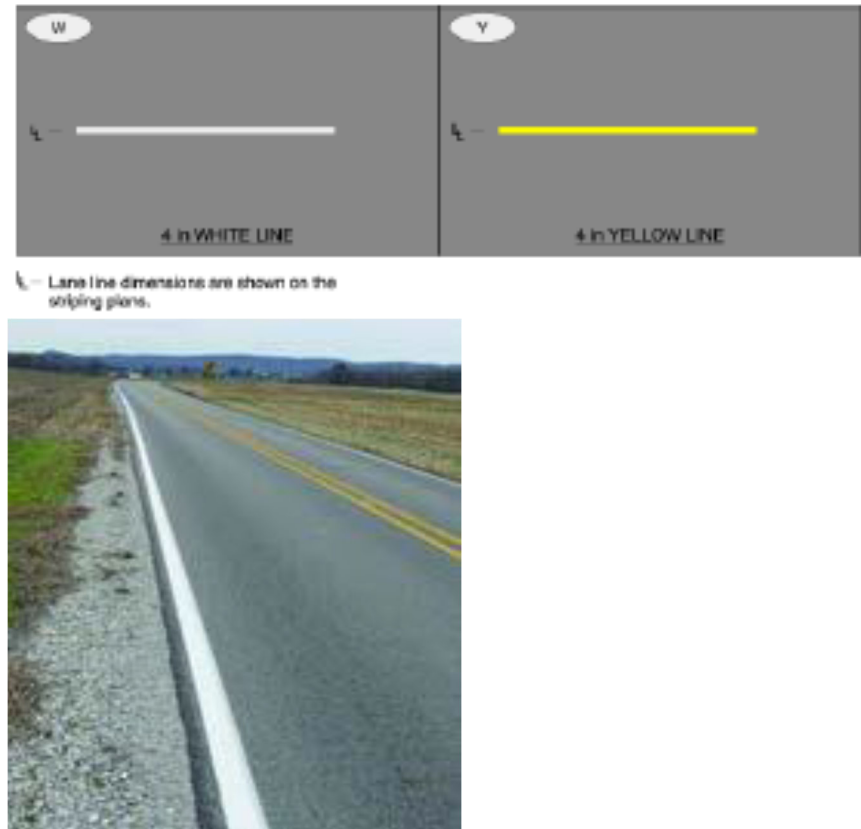 W
Y
4 in WHITE LINE
4 in YELLOW LINE
Lane line dimensions are shown on the
striping plans.